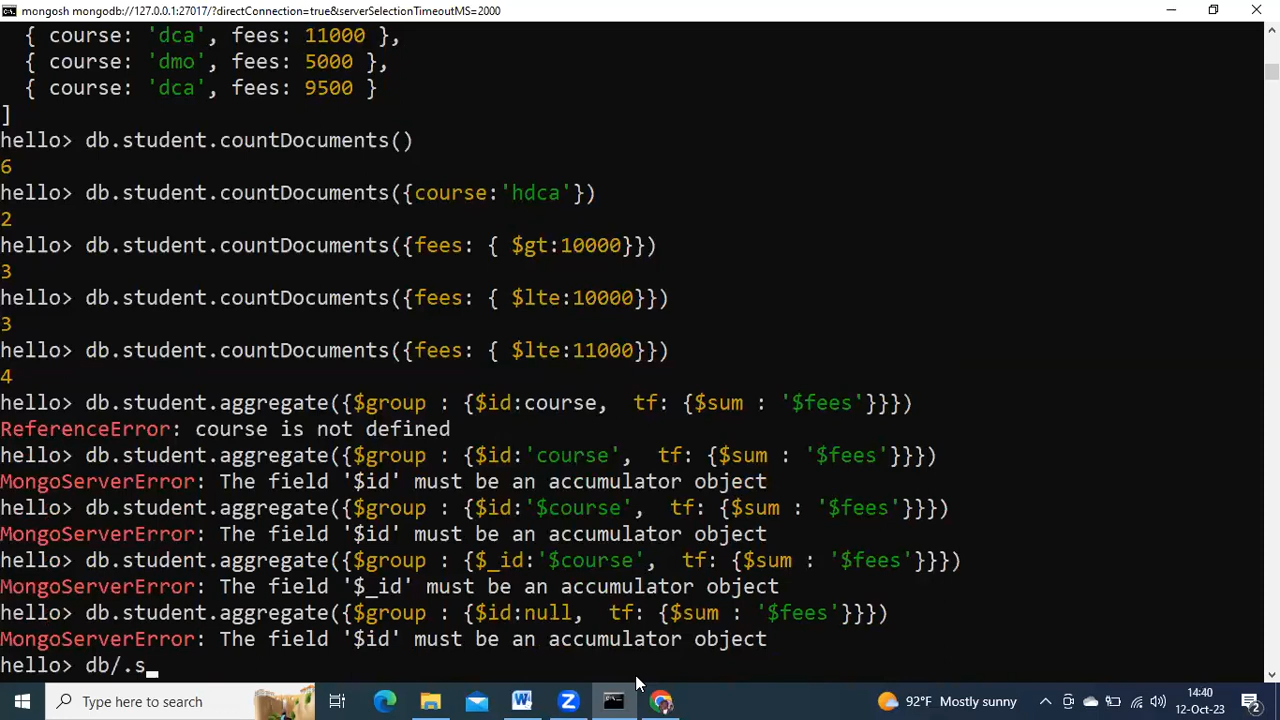 mongosh mongodb://127.0.0.1:27017/?directConnection=true&serverSelectionTimeoutMS=2000
{ course: 'dca', fees: 11000 },
{ course: 'dmo', fees: 5000 },
{ course: 'dca', fees: 9500 }
]
hello> db.student.countDocuments()
6
hello> db.student.countDocuments({course:'hdca'})
2
hello> db.student.countDocuments({fees: { $gt:10000}})
3
hello> db.student.countDocuments({fees: { $lte:10000}})
3
hello> db.student.countDocuments({fees: { $lte:11000}})
4
hello> db.student.aggregate({$group : {$id:course,  tf: {$sum : '$fees'}}})
ReferenceError: course is not defined
hello> db.student.aggregate({$group : {$id:'course',  tf: {$sum : '$fees'}}})
MongoServerError: The field '$id' must be an accumulator object
hello> db.student.aggregate({$group : {$id:'$course',  tf: {$sum : '$fees'}}})
MongoServerError: The field '$id' must be an accumulator object
hello> db.student.aggregate({$group : {$_id:'$course',  tf: {$sum : '$fees'}}})
MongoServerError: The field '$_id' must be an accumulator object
hello> db.student.aggregate({$group : {$id:null,  tf: {$sum : '$fees'}}})
MongoServerError: The field '$id' must be an accumulator object
hello> db/.s_
Type here to search
92°F Mostly sunny
14:40
12-Oct-23
2